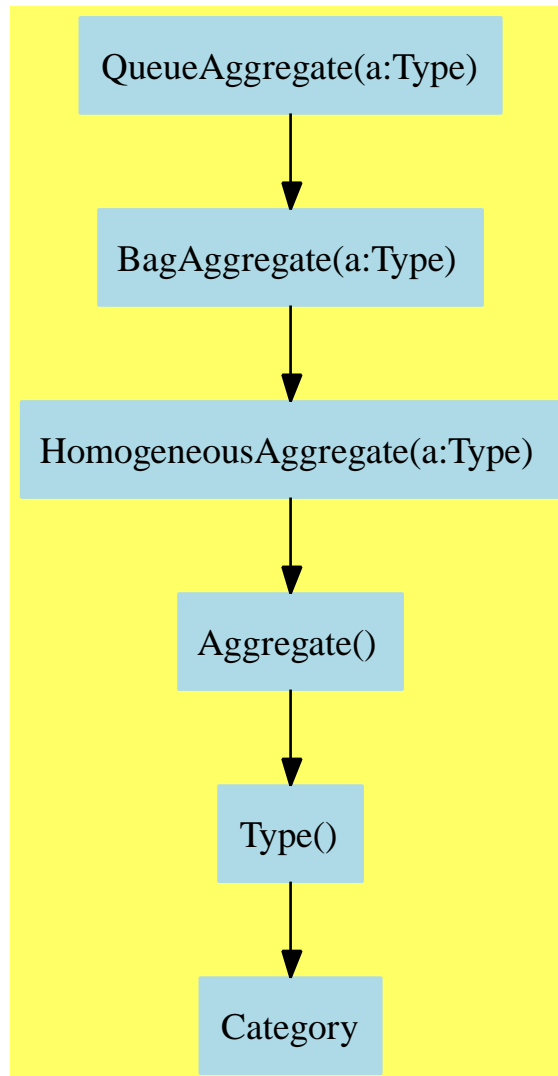 QueueAggregate(a:Type)
BagAggregate(a:Type)
HomogeneousAggregate(a:Type)
Aggregate()
Type()
Category